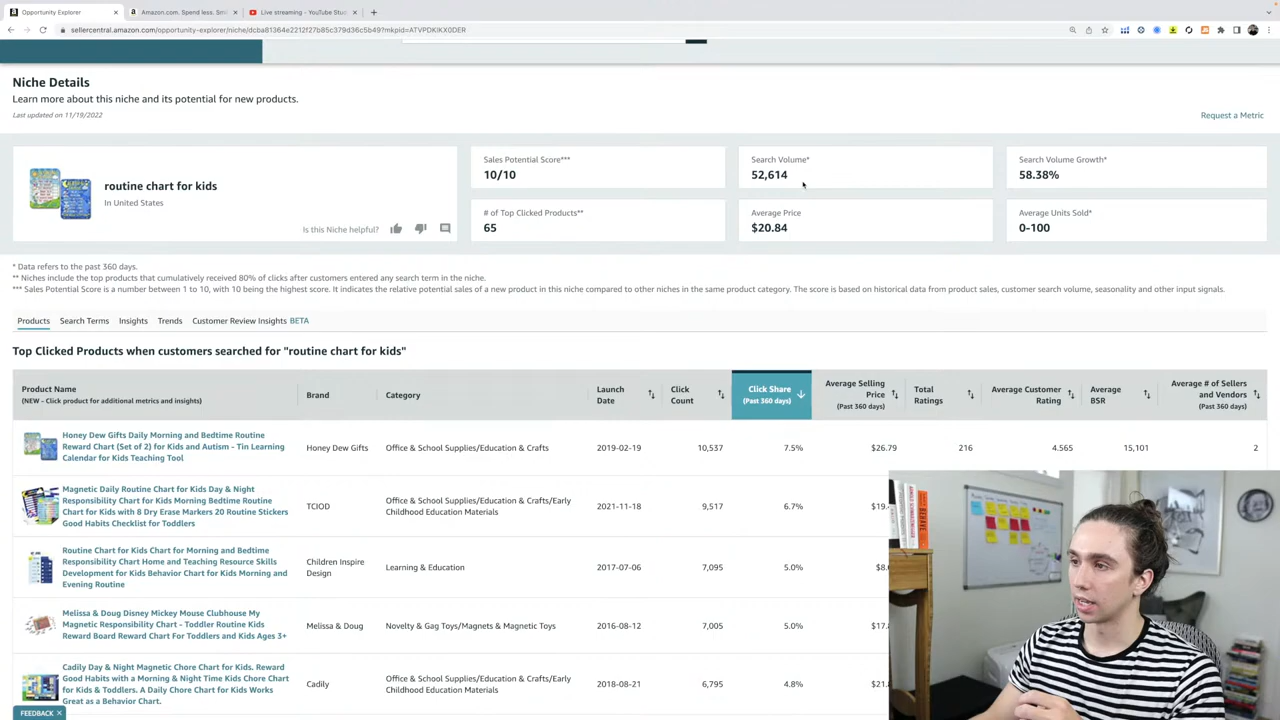 Opportunity Explorer
Amazon.com. Spend less. Smi
Live streaming - YouTube Stud
sellercentral.amazon.com/opportunity-explorer/niche/dcba81364e2212f27b85c379d36c5b49?mkpid=ATVPDKIKX0DER
Niche Details
Learn more about this niche and its potential for new products.
Last updated on 11/19/2022
Request a Metric
routine chart for kids
In United States
Is this Niche helpful?
Sales Potential Score***
10/10
Search Volume*
52,614
Search Volume Growth*
58.38%
# of Top Clicked Products**
65
Average Price
$20.84
Average Units Sold*
0-100
* Data refers to the past 360 days.
** Niches include the top products that cumulatively received 80% of clicks after customers entered any search term in the niche.
*** Sales Potential Score is a number between 1 to 10, with 10 being the highest score. It indicates the relative potential sales of a new product in this niche compared to other niches in the same product category. The score is based on historical data from product sales, customer search volume, seasonality and other input signals.
Products Search Terms Insights Trends Customer Review Insights BETA
Top Clicked Products when customers searched for "routine chart for kids"
Product Name
(NEW - Click product for additional metrics and insights)
Brand
Category
Launch
Date
Click
Count
Click Share
(Past 360 days)
Average Selling
Price
(Past 360 days)
Total
Ratings
Average Customer
Rating
Average
BSR
Average # of Sellers
and Vendors
(Past 360 days)
Honey Dew Gifts Daily Morning and Bedtime Routine
Reward Chart (Set of 2) for Kids and Autism - Tin Learning
Calendar for Kids Teaching Tool
Honey Dew Gifts
Office & School Supplies/Education & Crafts
2019-02-19
10,537
7.5%
$26.79
216
4.565
15,101
2
Magnetic Daily Routine Chart for Kids Day & Night
Responsibility Chart for Kids Morning Bedtime Routine
Chart for Kids with 8 Dry Erase Markers 20 Routine Stickers
Good Habits Checklist for Toddlers
TCIOD
Office & School Supplies/Education & Crafts/Early
Childhood Education Materials
2021-11-18
9,517
6.7%
$19.
Routine Chart for Kids Chart for Morning and Bedtime
Responsibility Chart Home and Teaching Resource Skills
Development for Kids Behavior Chart for Kids Morning and
Evening Routine
Children Inspire
Design
Learning & Education
2017-07-06
7,095
5.0%
$8.
Melissa & Doug Disney Mickey Mouse Clubhouse My
Magnetic Responsibility Chart - Toddler Routine Kids
Reward Board Reward Chart For Toddlers and Kids Ages 3+
Melissa & Doug
Novelty & Gag Toys/Magnets & Magnetic Toys
2016-08-12
7,005
5.0%
$17.
Cadily Day & Night Magnetic Chore Chart for Kids. Reward
Good Habits with a Morning & Night Time Kids Chore Chart
for Kids & Toddlers. A Daily Chore Chart for Kids Works
Great as a Behavior Chart.
Cadily
Office & School Supplies/Education & Crafts/Early
Childhood Education Materials
2018-08-21
6,795
4.8%
$21.
FEEDBACK